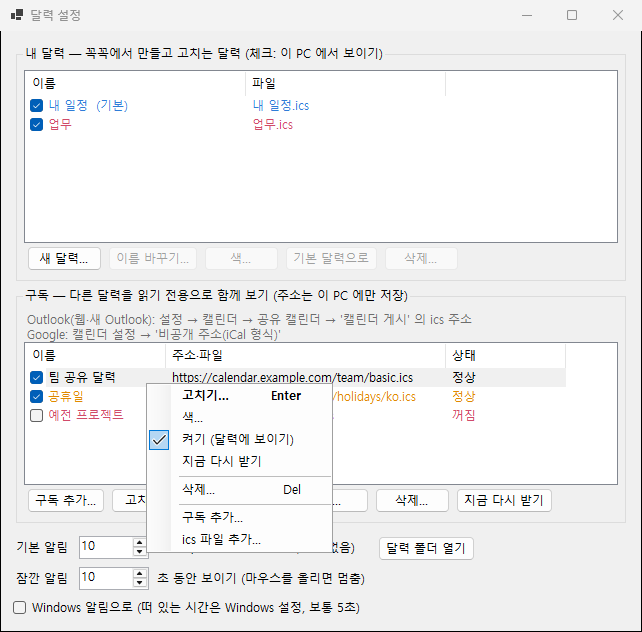 달력 설정
내 달력 — 꼭꼭에서 만들고 고치는 달력 (체크: 이 PC 에서 보이기)
이름 파일
내 일정 (기본) 내 일정.ics
업무 업무.ics
새 달력... 이름 바꾸기... 색... 기본 달력으로 삭제...
구독 — 다른 달력을 읽기 전용으로 함께 보기 (주소는 이 PC 에만 저장)
Outlook(웹·새 Outlook): 설정 → 캘린더 → 공유 캘린더 → '캘린더 게시' 의 ics 주소
Google: 캘린더 설정 → '비공개 주소(iCal 형식)'
이름 주소·파일 상태
팀 공유 달력 https://calendar.example.com/team/basic.ics 정상
공휴일 /holidays/ko.ics 정상
예전 프로젝트 꺼짐
고치기... Enter
색...
켜기 (달력에 보이기)
지금 다시 받기
삭제... Del
구독 추가...
ics 파일 추가...
구독 추가... 고치 ... 삭제... 지금 다시 받기
기본 알림 10 없음) 달력 폴더 열기
잠깐 알림 10 초 동안 보이기 (마우스를 올리면 멈춤)
Windows 알림으로 (떠 있는 시간은 Windows 설정, 보통 5초)